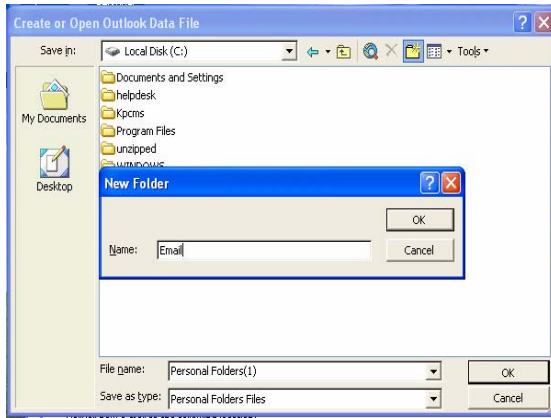 Create or Open Outlook Data File
Save in: Local Disk (C:) Tools
My Documents
Desktop
Documents and Settings
helpdesk
Kpcms
Program Files
unzipped
WINDOWS
New Folder
OK
Name: Email
Cancel
File name: Personal Folders(1) OK
Save as type: Personal Folders Files Cancel